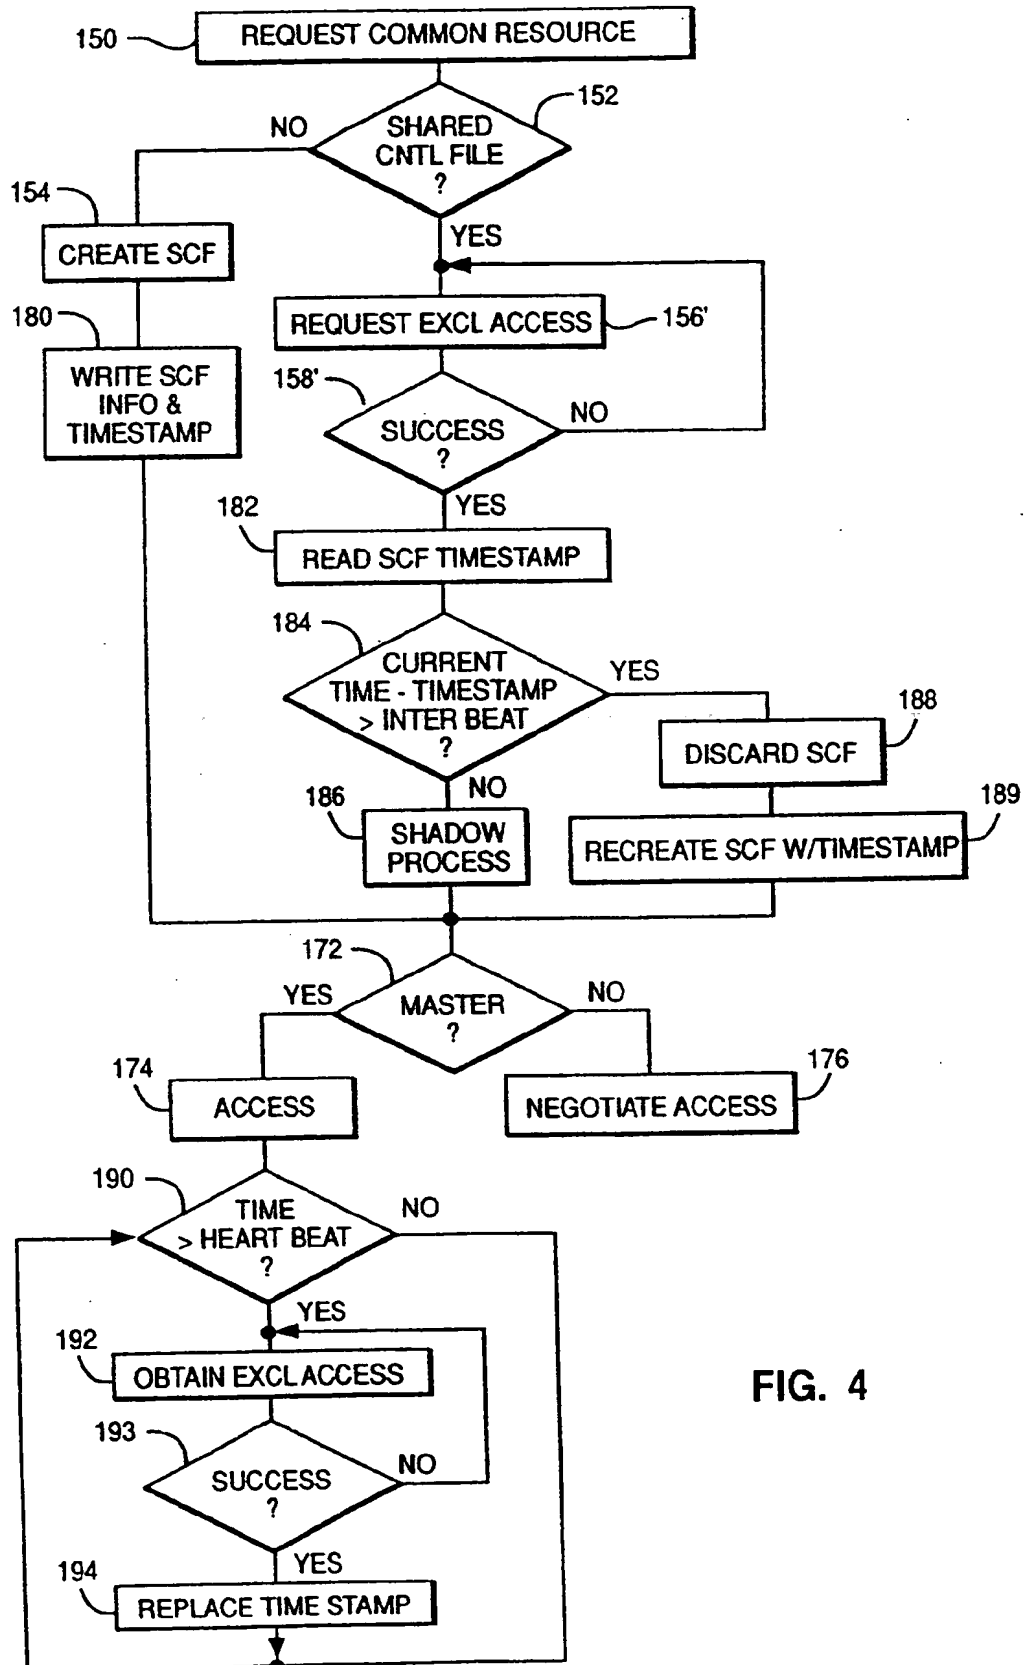 150
REQUEST COMMON RESOURCE
152
NO
SHARED
CNTL FILE
?
154
YES
CREATE SCF
180
REQUEST EXCL ACCESS
156'
WRITE SCF
INFO &
TIMESTAMP
158'
SUCCESS
?
NO
YES
182
READ SCF TIMESTAMP
184
CURRENT
TIME - TIMESTAMP
> INTER BEAT
?
YES
188
DISCARD SCF
NO
186
SHADOW
PROCESS
189
RECREATE SCF W/TIMESTAMP
172
YES
MASTER
?
NO
174
ACCESS
176
NEGOTIATE ACCESS
190
TIME
> HEART BEAT
?
NO
YES
192
OBTAIN EXCL ACCESS
193
SUCCESS
?
NO
YES
194
REPLACE TIME STAMP
FIG. 4